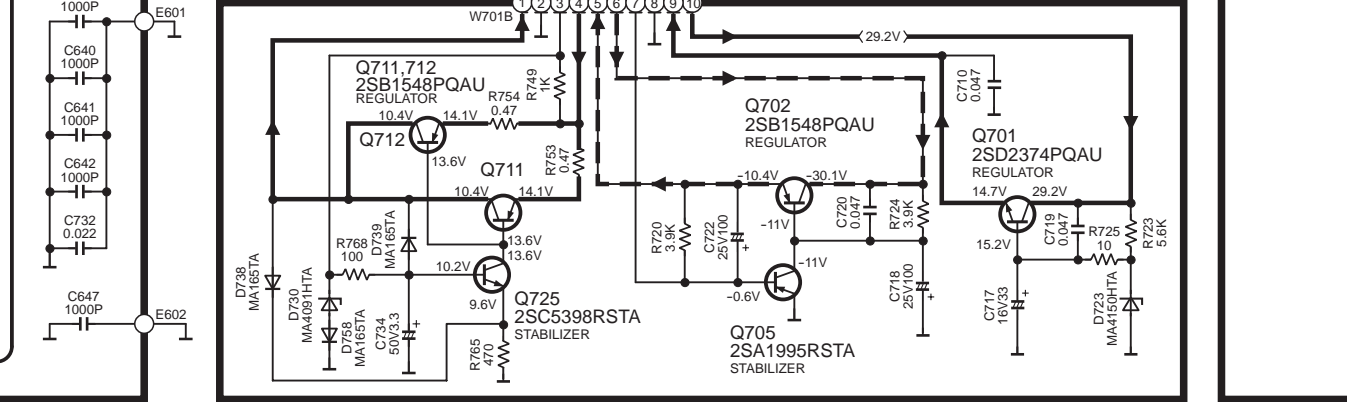 1000P
E601
C640
1000P
C641
1000P
C642
1000P
C732
0.022
C647
1000P
E602
W701B
1 2 3 4 5 6 7 8 9 10
29.2V
Q711,712
2SB1548PQAU
REGULATOR
R749
1K
R754
0.47
10.4V
14.1V
Q712
13.6V
R753
0.47
Q711
10.4V
14.1V
13.6V
13.6V
D739
MA165TA
R768
100
10.2V
9.6V
Q725
2SC5398RSTA
STABILIZER
D738
MA165TA
D730
MA4091HTA
D758
MA165TA
C734
50V3.3
+
R765
470
Q702
2SB1548PQAU
REGULATOR
-10.4V
-30.1V
-11V
R720
3.9K
C722
25V100
+
C720
0.047
R724
3.9K
-11V
-0.6V
C718
25V100
+
Q705
2SA1995RSTA
STABILIZER
C710
0.047
Q701
2SD2374PQAU
REGULATOR
14.7V
29.2V
15.2V
C719
0.047
R725
10
R723
5.6K
C717
16V33
+
D723
MA4150HTA